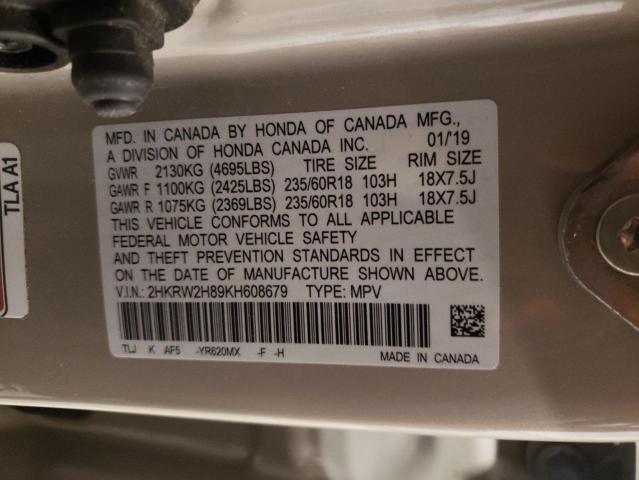 MFD. IN CANADA BY HONDA OF CANADA MFG.,
A DIVISION OF HONDA CANADA INC. 01/'19
GVWR 2130KG (4695LBS) TIRE SIZE RIM SIZE
GAWR F 1100KG (2425LBS) 235/60R18 103H 18X7.5J
GAWR R 1075KG (2369LBS) 235/60R18 103H 18X7.5J
THIS VEHICLE CONFORMS TO ALL APPLICABLE
FEDERAL MOTOR VEHICLE SAFETY
AND THEFT PREVENTION STANDARDS IN EFFECT
ON THE DATE OF MANUFACTURE SHOWN ABOVE.
V.I.N.: 2HKRW2H89KH608679 TYPE: MPV
TLJ K AF5 -YR620MX -F -H
MADE IN CANADA
TLA A1